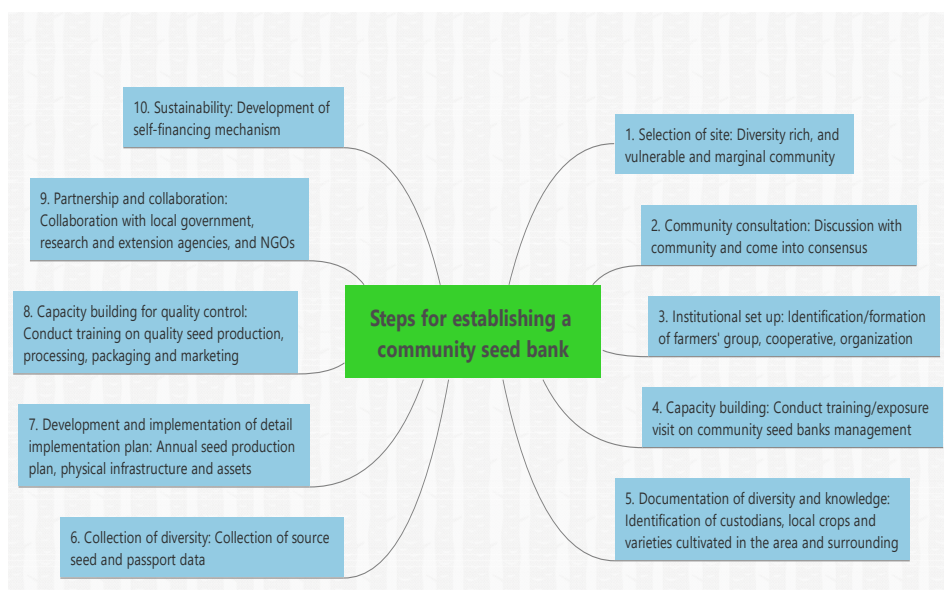 Steps for establishing a
community seed bank
1. Selection of site: Diversity rich, and
vulnerable and marginal community
2. Community consultation: Discussion with
community and come into consensus
3. Institutional set up: Identification/formation
of farmers' group, cooperative, organization
4. Capacity building: Conduct training/exposure
visit on community seed banks management
5. Documentation of diversity and knowledge:
Identification of custodians, local crops and
varieties cultivated in the area and surrounding
6. Collection of diversity: Collection of source
seed and passport data
7. Development and implementation of detail
implementation plan: Annual seed production
plan, physical infrastructure and assets
8. Capacity building for quality control:
Conduct training on quality seed production,
processing, packaging and marketing
9. Partnership and collaboration:
Collaboration with local government,
research and extension agencies, and NGOs
10. Sustainability: Development of
self-financing mechanism